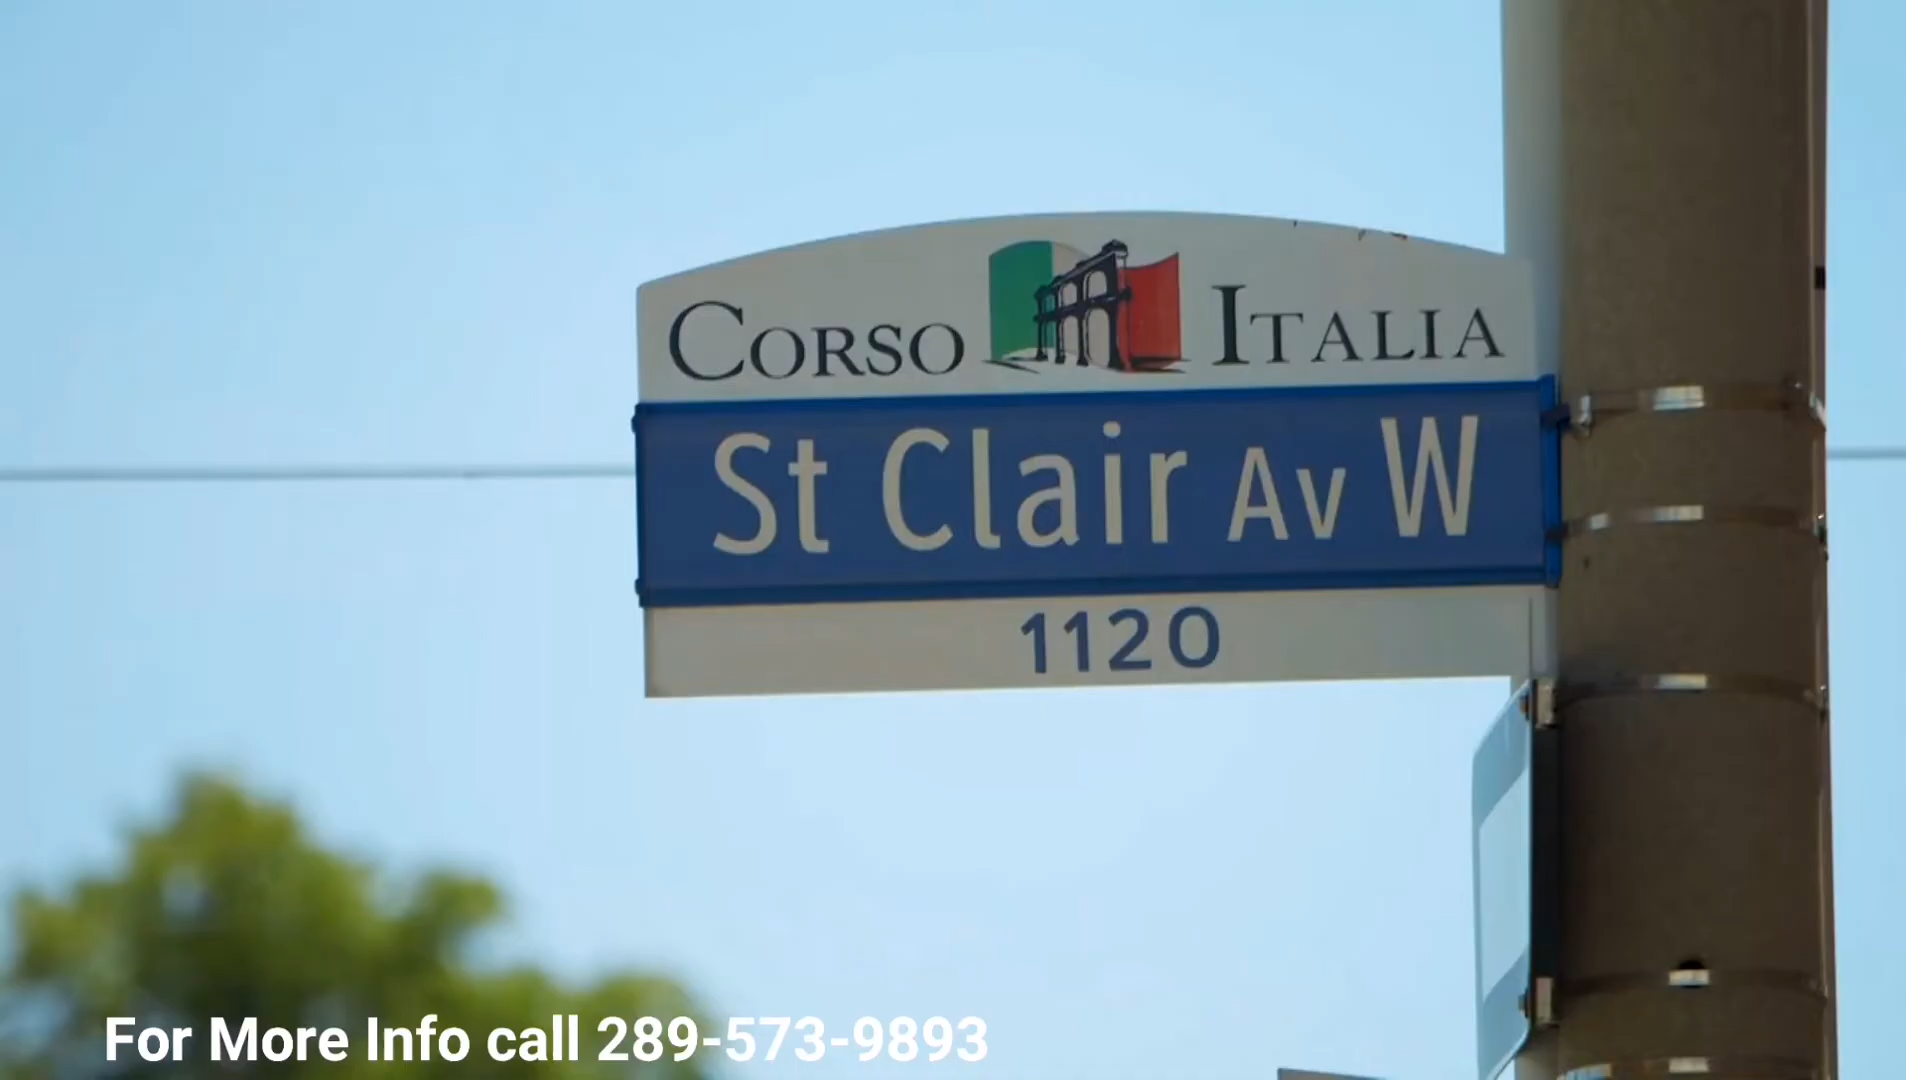 CORSO ITALIA
St Clair Av W
1120
For More Info call 289-573-9893